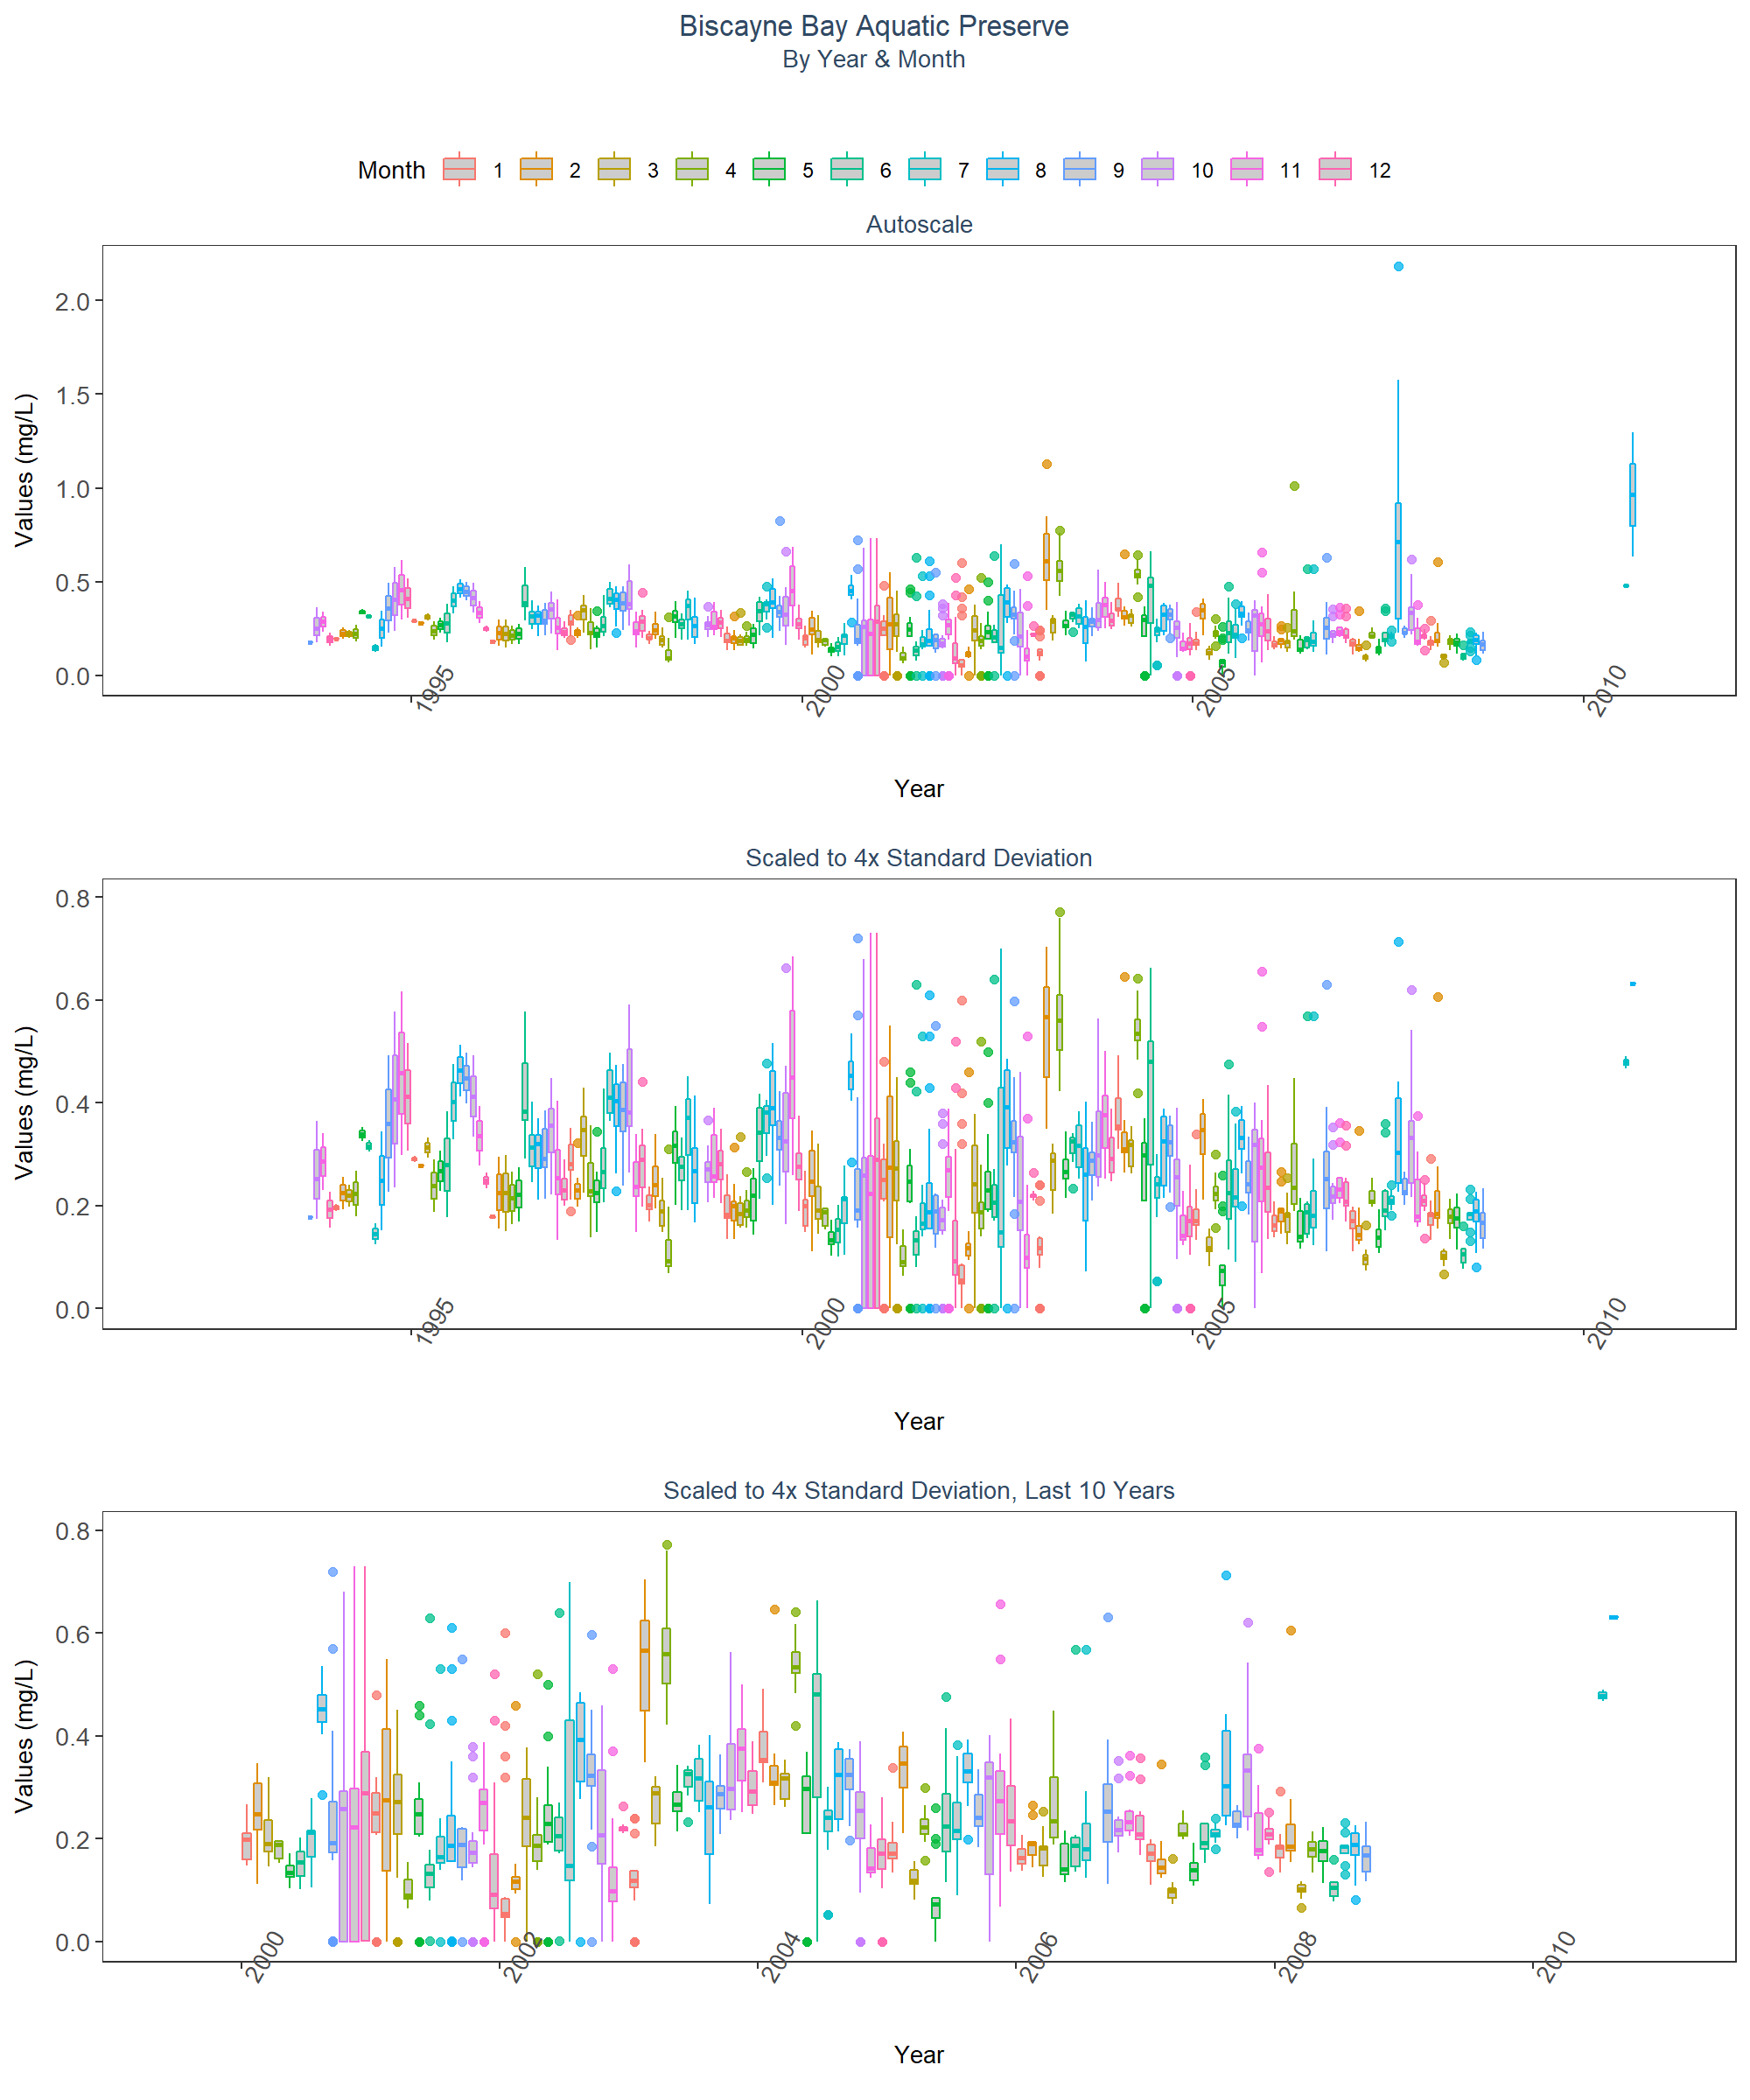 Biscayne Bay Aquatic Preserve
By Year & Month
Month 1 2 3 4 5 6 7 8 9 10 11 12
Autoscale
Values (mg/L)
2.0
1.5
1.0
0.5
0.0
1995 2000 2005 2010
Year
Scaled to 4x Standard Deviation
Values (mg/L)
0.8
0.6
0.4
0.2
0.0
1995 2000 2005 2010
Year
Scaled to 4x Standard Deviation, Last 10 Years
Values (mg/L)
0.8
0.6
0.4
0.2
0.0
2000 2002 2004 2006 2008 2010
Year